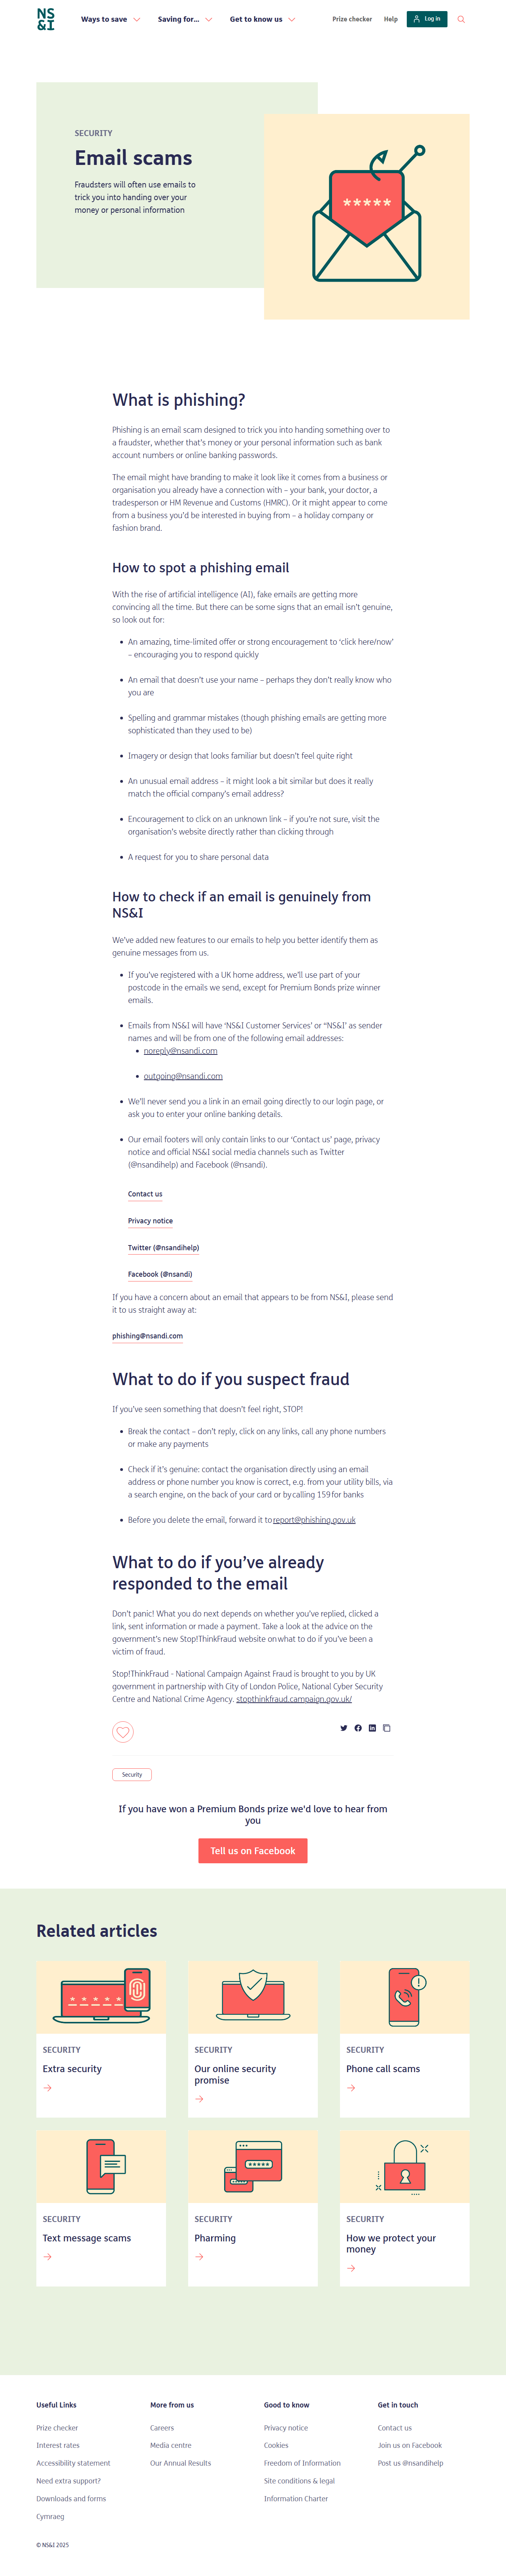 NS&I
Ways to save
Saving for...
Get to know us
Prize checker
Help
Log in
SECURITY
Email scams
Fraudsters will often use emails to
trick you into handing over your
money or personal information
*****
What is phishing?
Phishing is an email scam designed to trick you into handing something over to
a fraudster, whether that's money or your personal information such as bank
account numbers or online banking passwords.
The email might have branding to make it look like it comes from a business or
organisation you already have a connection with – your bank, your doctor, a
tradesperson or HM Revenue and Customs (HMRC). Or it might appear to come
from a business you'd be interested in buying from – a holiday company or
fashion brand.
How to spot a phishing email
With the rise of artificial intelligence (AI), fake emails are getting more
convincing all the time. But there can be some signs that an email isn't genuine,
so look out for:
• An amazing, time-limited offer or strong encouragement to 'click here/now'
– encouraging you to respond quickly
• An email that doesn't use your name – perhaps they don't really know who
you are
• Spelling and grammar mistakes (though phishing emails are getting more
sophisticated than they used to be)
• Imagery or design that looks familiar but doesn't feel quite right
• An unusual email address – it might look a bit similar but does it really
match the official company's email address?
• Encouragement to click on an unknown link – if you're not sure, visit the
organisation's website directly rather than clicking through
• A request for you to share personal data
How to check if an email is genuinely from
NS&I
We've added new features to our emails to help you better identify them as
genuine messages from us.
• If you've registered with a UK home address, we'll use part of your
postcode in the emails we send, except for Premium Bonds prize winner
emails.
• Emails from NS&I will have 'NS&I Customer Services' or "NS&I' as sender
names and will be from one of the following email addresses:
• noreply@nsandi.com
• outgoing@nsandi.com
• We'll never send you a link in an email going directly to our login page, or
ask you to enter your online banking details.
• Our email footers will only contain links to our 'Contact us' page, privacy
notice and official NS&I social media channels such as Twitter
(@nsandihelp) and Facebook (@nsandi).
Contact us
Privacy notice
Twitter (@nsandihelp)
Facebook (@nsandi)
If you have a concern about an email that appears to be from NS&I, please send
it to us straight away at:
phishing@nsandi.com
What to do if you suspect fraud
If you've seen something that doesn't feel right, STOP!
• Break the contact – don't reply, click on any links, call any phone numbers
or make any payments
• Check if it's genuine: contact the organisation directly using an email
address or phone number you know is correct, e.g. from your utility bills, via
a search engine, on the back of your card or by calling 159 for banks
• Before you delete the email, forward it to report@phishing.gov.uk
What to do if you've already
responded to the email
Don't panic! What you do next depends on whether you've replied, clicked a
link, sent information or made a payment. Take a look at the advice on the
government's new Stop!ThinkFraud website on what to do if you've been a
victim of fraud.
Stop!ThinkFraud - National Campaign Against Fraud is brought to you by UK
government in partnership with City of London Police, National Cyber Security
Centre and National Crime Agency. stopthinkfraud.campaign.gov.uk/
Security
If you have won a Premium Bonds prize we'd love to hear from
you
Tell us on Facebook
Related articles
SECURITY
Extra security
SECURITY
Our online security
promise
SECURITY
Phone call scams
SECURITY
Text message scams
SECURITY
Pharming
SECURITY
How we protect your
money
Useful Links
Prize checker
Interest rates
Accessibility statement
Need extra support?
Downloads and forms
Cymraeg
More from us
Careers
Media centre
Our Annual Results
Good to know
Privacy notice
Cookies
Freedom of Information
Site conditions & legal
Information Charter
Get in touch
Contact us
Join us on Facebook
Post us @nsandihelp
© NS&I 2025